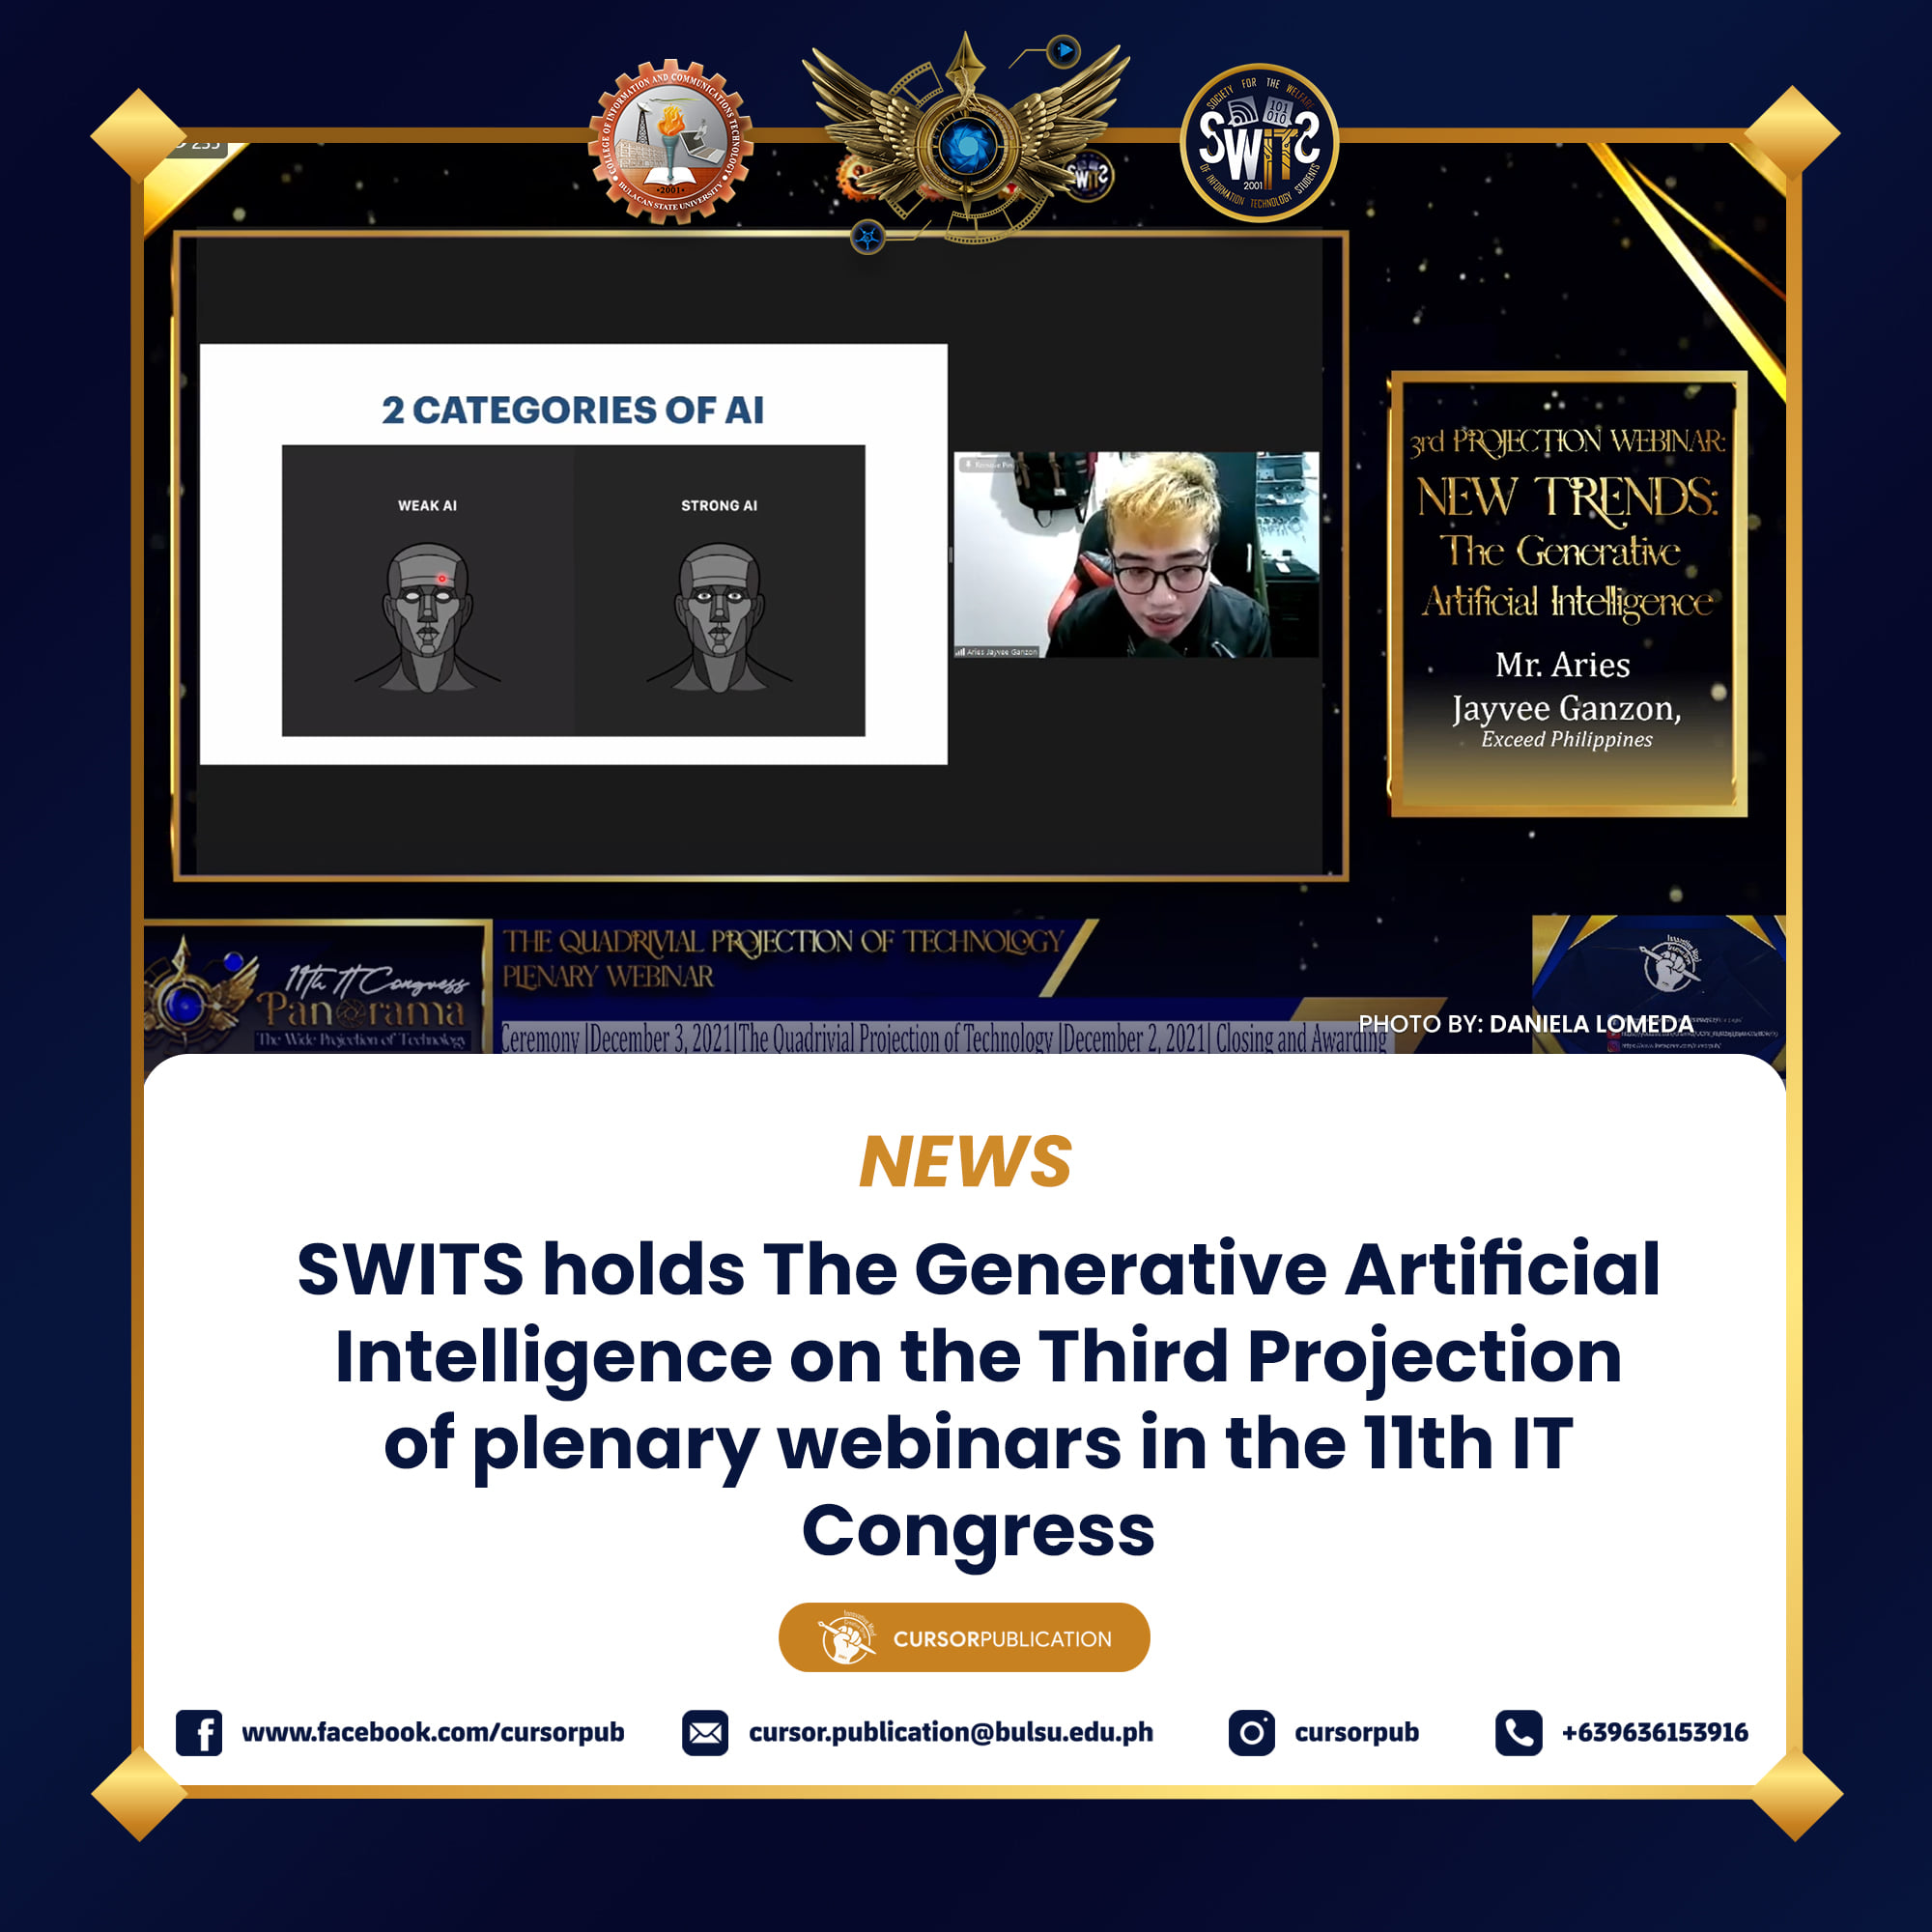 COLLEGE OF INFORMATION AND COMMUNICATIONS TECHNOLOGY
BULACAN STATE UNIVERSITY
•2001•
SOCIETY FOR THE WELFARE
OF INFORMATION TECHNOLOGY STUDENTS
101
010
SWITS
2001
2 CATEGORIES OF AI
WEAK AI
STRONG AI
Aries Jayvee Ganzon
3rd PROJECTION WEBINAR:
NEW TRENDS:
The Generative
Artificial Intelligence
Mr. Aries
Jayvee Ganzon,
Exceed Philippines
11th IT Congress
Panorama
The Wide Projection of Technology
THE QUADRIVIAL PROJECTION OF TECHNOLOGY
PLENARY WEBINAR
Ceremony |December 3, 2021|The Quadrivial Projection of Technology |December 2, 2021| Closing and Awarding
PHOTO BY: DANIELA LOMEDA
NEWS
SWITS holds The Generative Artificial
Intelligence on the Third Projection
of plenary webinars in the 11th IT
Congress
CURSORPUBLICATION
www.facebook.com/cursorpub
cursor.publication@bulsu.edu.ph
cursorpub
+639636153916